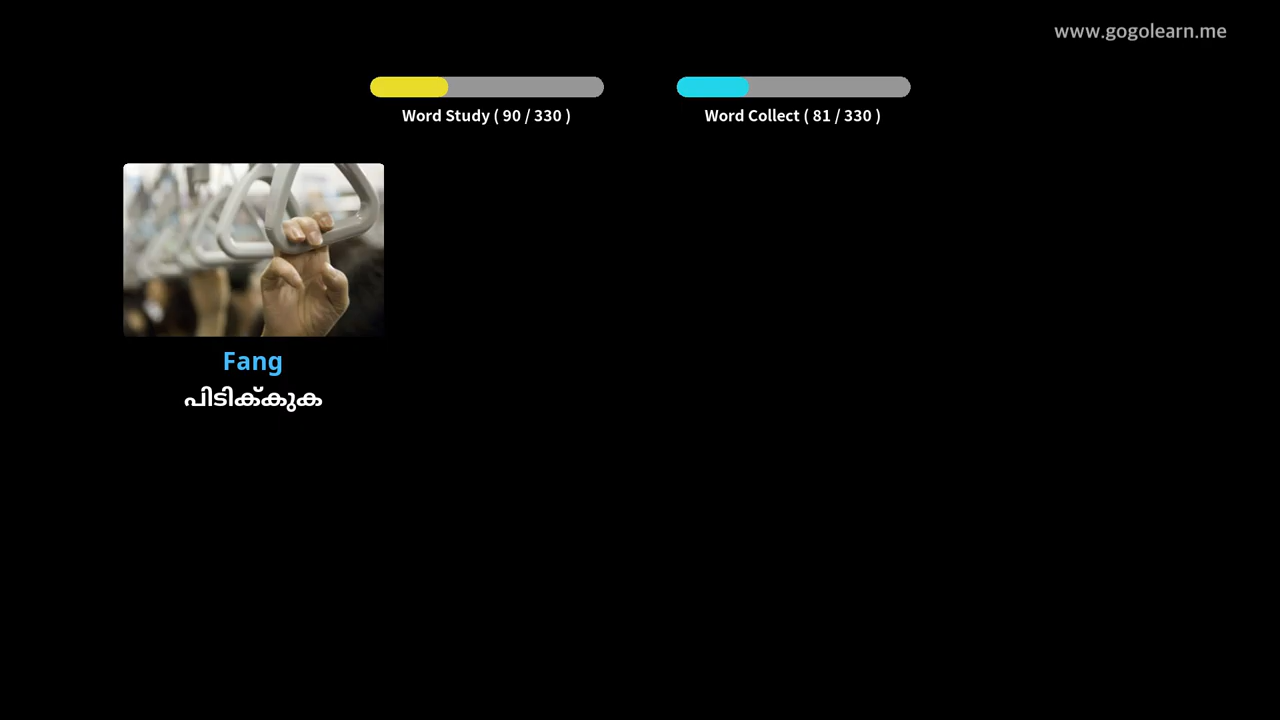 www.gogolearn.me
Word Study ( 90 / 330 )
Word Collect ( 81 / 330 )
Fang
പിടിക്കുക